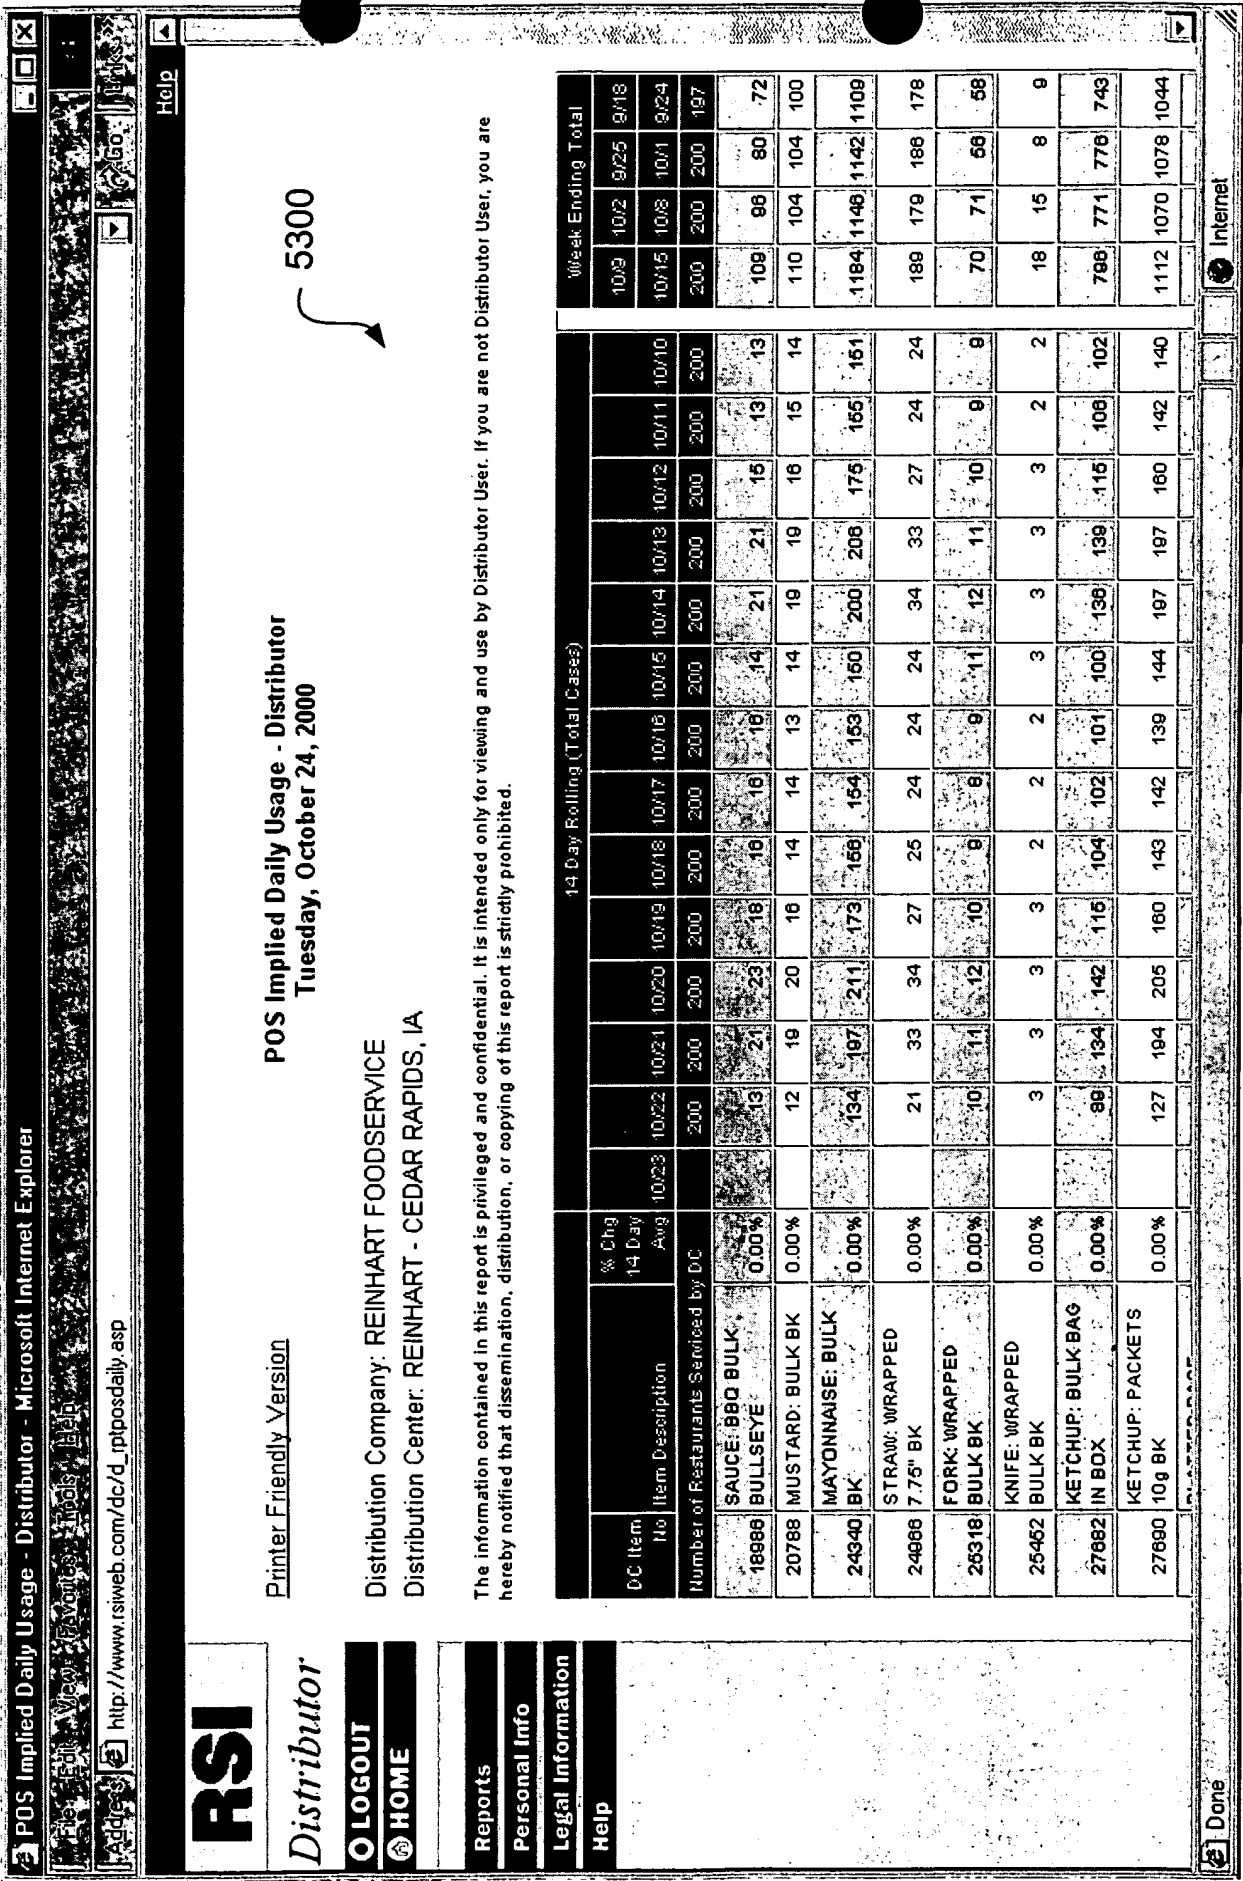 POS Implied Daily Usage - Distributor - Microsoft Internet Explorer
File Edit View Favorites Tools Help
Address http://www.rsiweb.com/dc/d_rptposdaily.asp Go Links »
Help
RSI
Distributor
LOGOUT
HOME
Reports
Personal Info
Legal Information
Help
Printer Friendly Version
POS Implied Daily Usage - Distributor
Tuesday, October 24, 2000
5300
Distribution Company: REINHART FOODSERVICE
Distribution Center: REINHART - CEDAR RAPIDS, IA
The information contained in this report is privileged and confidential. It is intended only for viewing and use by Distributor User. If you are not Distributor User, you are
hereby notified that dissemination, distribution, or copying of this report is strictly prohibited.
14 Day Rolling (Total Cases) Week Ending Total
% Chg 10/9 10/2 9/25 9/18
DC Item 14 Day
No Item Description Avg 10/23 10/22 10/21 10/20 10/19 10/18 10/17 10/16 10/15 10/14 10/13 10/12 10/11 10/10 10/15 10/8 10/1 9/24
Number of Restaurants Serviced by DC 200 200 200 200 200 200 200 200 200 200 200 200 200 200 200 200 197
SAUCE: BBQ BULK
18986 BULLSEYE 0.00% 13 21 23 18 16 16 16 14 21 21 15 13 13 109 96 80 72
20788 MUSTARD: BULK BK 0.00% 12 19 20 16 14 14 13 14 19 19 16 15 14 110 104 104 100
MAYONNAISE: BULK
24340 BK 0.00% 134 197 211 173 156 154 153 150 200 206 175 155 151 1184 1146 1142 1109
STRAW: WRAPPED
24966 7.75" BK 0.00% 21 33 34 27 25 24 24 24 34 33 27 24 24 189 179 186 178
FORK: WRAPPED
25318 BULK BK 0.00% 10 11 12 10 9 8 9 11 12 11 10 9 9 70 71 56 58
KNIFE: WRAPPED
25452 BULK BK 0.00% 3 3 3 3 2 2 2 3 3 3 3 2 2 18 15 8 9
KETCHUP: BULK BAG
27682 IN BOX 0.00% 89 134 142 115 104 102 101 100 136 139 115 106 102 796 771 776 743
KETCHUP: PACKETS
27690 10g BK 0.00% 127 194 205 160 143 142 139 144 197 197 160 142 140 1112 1070 1078 1044
Done Internet